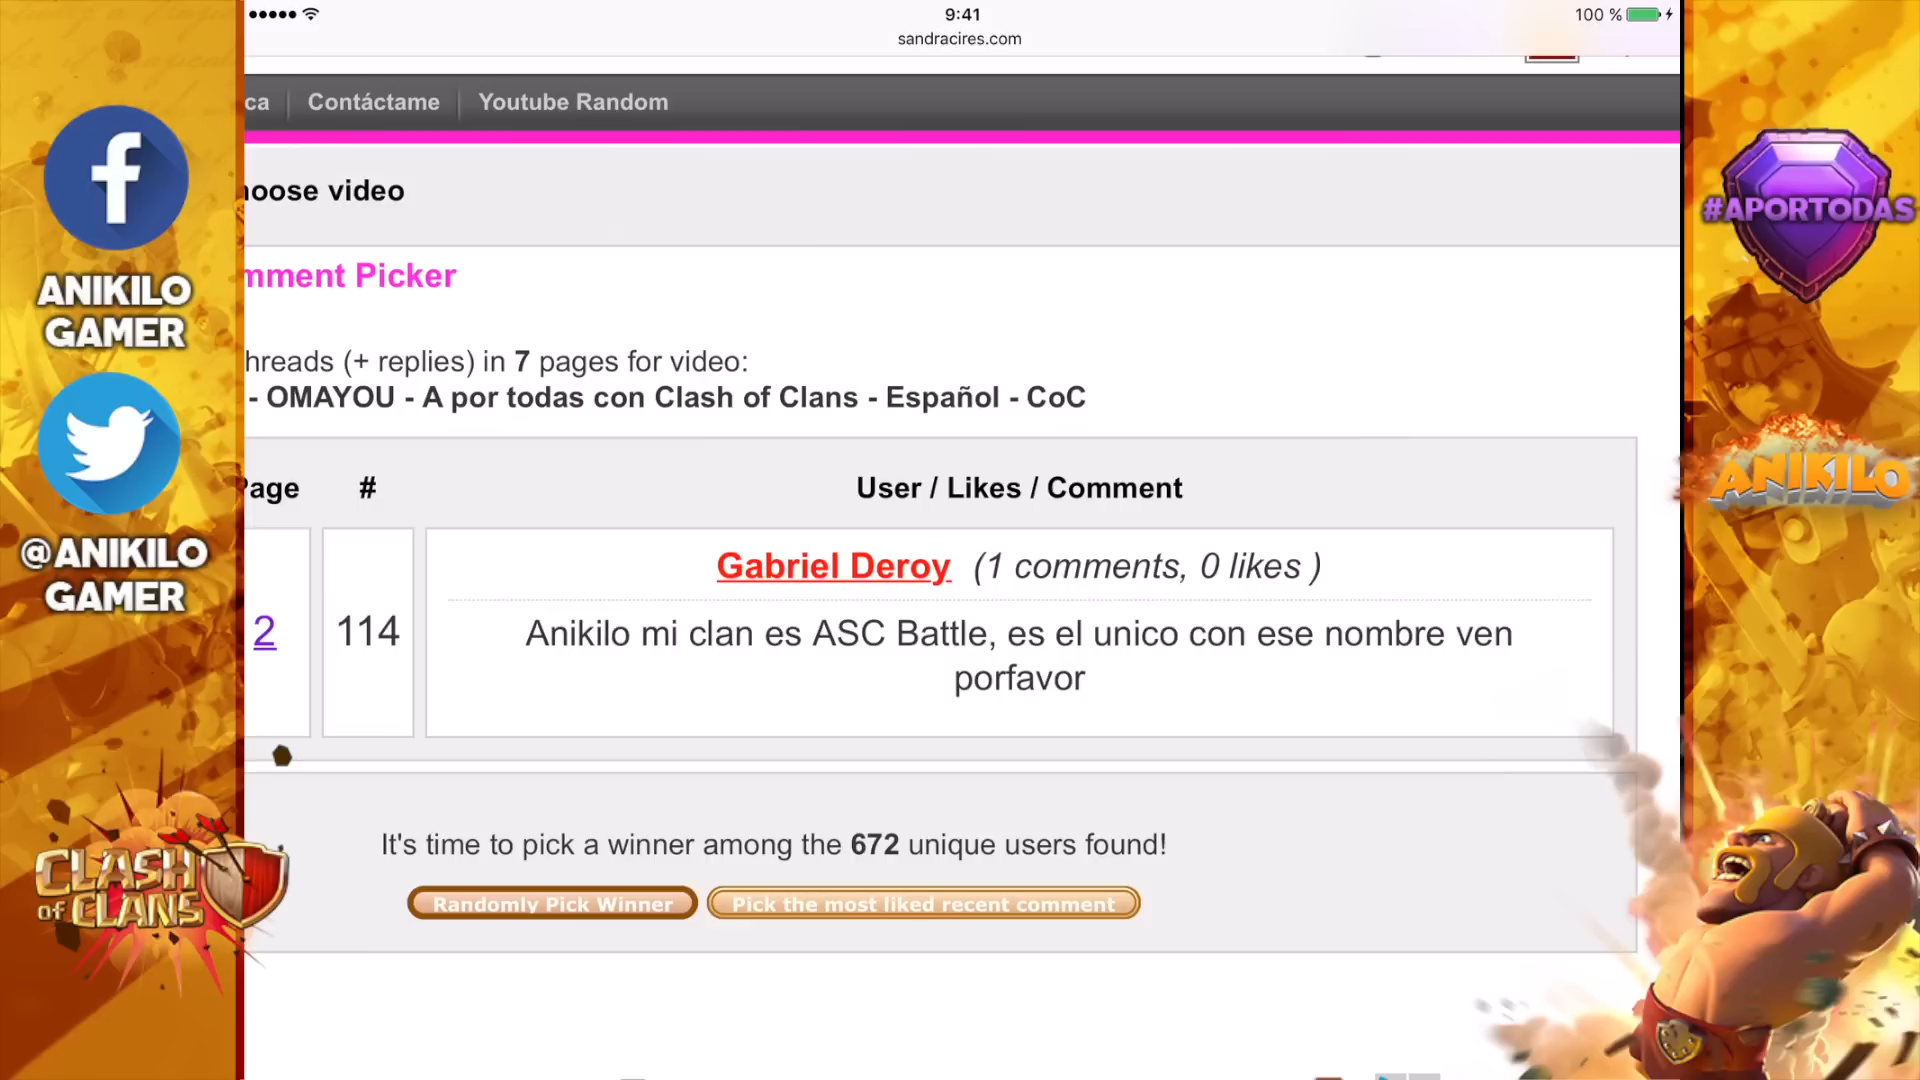 9:41
100 %
sandracires.com
ca
Contáctame
Youtube Random
hoose video
mment Picker
hreads (+ replies) in 7 pages for video:
- OMAYOU - A por todas con Clash of Clans - Español - CoC
Page
#
User / Likes / Comment
Gabriel Deroy (1 comments, 0 likes )
2
114
Anikilo mi clan es ASC Battle, es el unico con ese nombre ven
porfavor
It's time to pick a winner among the 672 unique users found!
Randomly Pick Winner
Pick the most liked recent comment
f
ANIKILO
GAMER
@ANIKILO
GAMER
CLASH
of CLANS
#APORTODAS
ANIKILO